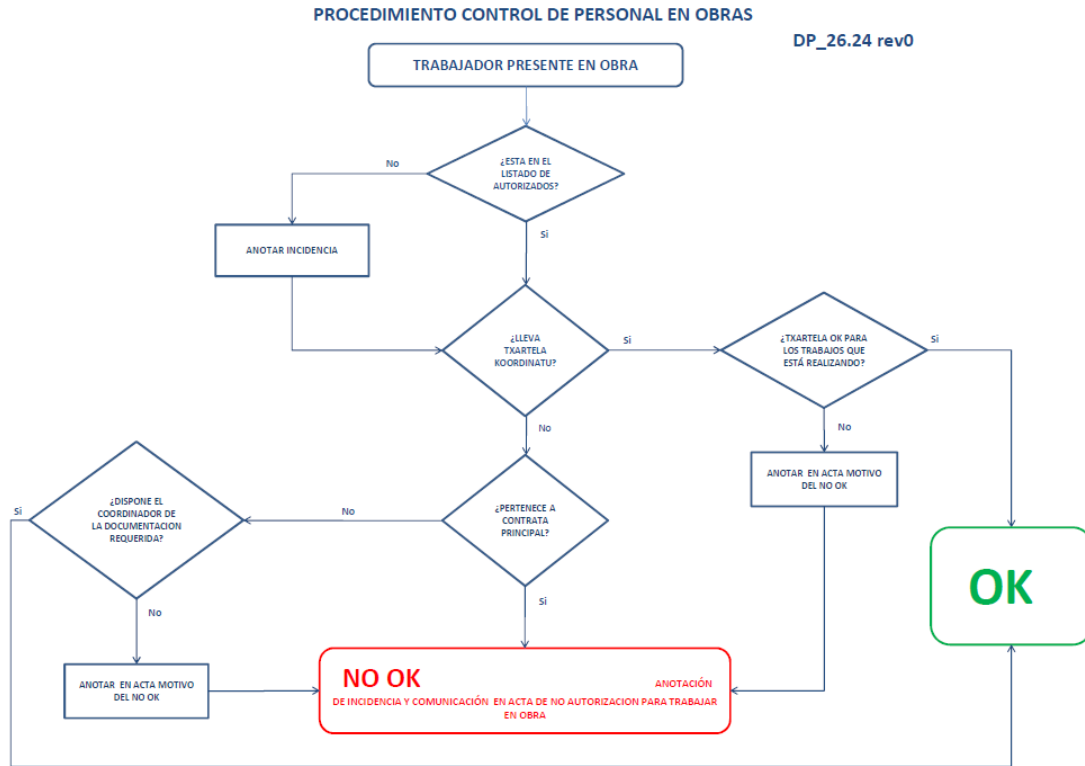 PROCEDIMIENTO CONTROL DE PERSONAL EN OBRAS
DP_26.24 rev0
TRABAJADOR PRESENTE EN OBRA
¿ESTA EN EL
LISTADO DE
AUTORIZADOS?
No
Si
ANOTAR INCIDENCIA
¿LLEVA
TXARTELA
KOORDINATU?
Si
No
¿TXARTELA OK PARA
LOS TRABAJOS QUE
ESTÁ REALIZANDO?
Si
No
ANOTAR EN ACTA MOTIVO
DEL NO OK
¿PERTENECE A
CONTRATA
PRINCIPAL?
No
Si
¿DISPONE EL
COORDINADOR DE
LA DOCUMENTACION
REQUERIDA?
Si
No
ANOTAR EN ACTA MOTIVO
DEL NO OK
OK
NO OK ANOTACIÓN
DE INCIDENCIA Y COMUNICACIÓN EN ACTA DE NO AUTORIZACION PARA TRABAJAR
EN OBRA